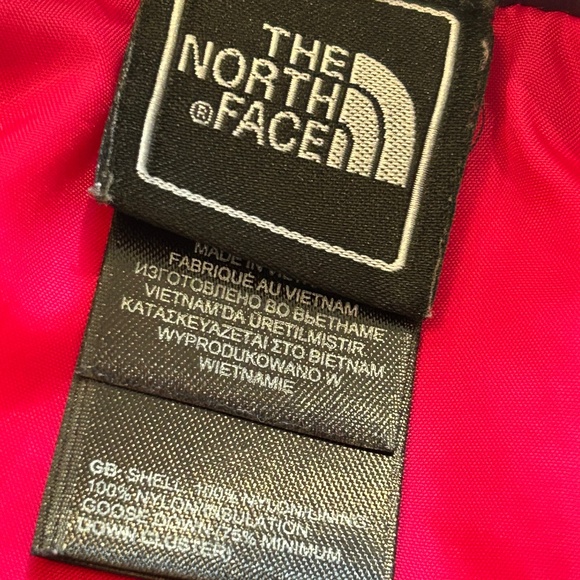 THE
NORTH
®FACE
MADE IN VIETNAM
FABRIQUÉ AU VIETNAM
ИЗГОТОВЛЕНО ВО ВЬЕТНАМЕ
VIETNAM'DA ÜRETILMIŞTIR
ΚΑΤΑΣΚΕΥΑΖΕΤΑΙ ΣΤΟ ΒΙΕΤΝΑΜ
WYPRODUKOWANO W
WIETNAMIE
GB- SHELL: 100% NYLON/LINING:
100% NYLON/INSULATION:
GOOSE DOWN (75% MINIMUM
DOWN CLUSTER)